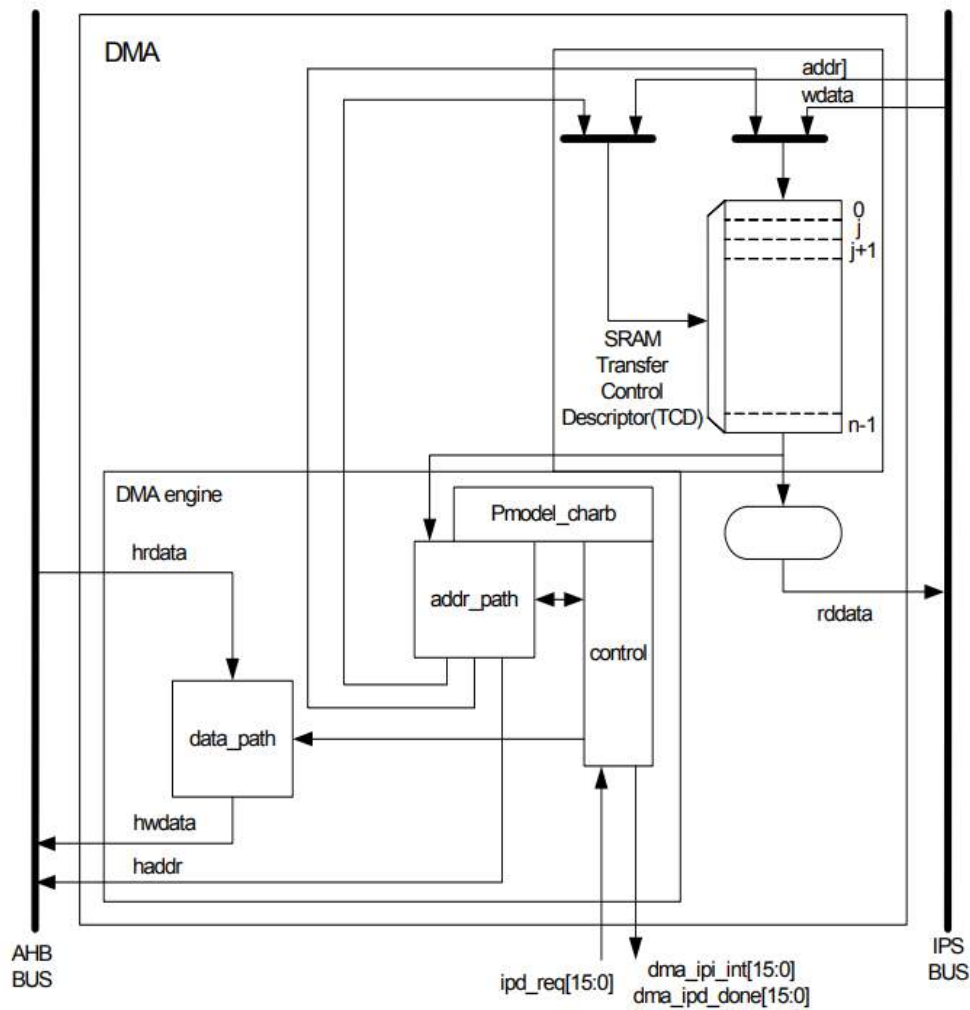 DMA
addr]
wdata
0
j
j+1
n-1
SRAM
Transfer
Control
Descriptor(TCD)
DMA engine
Pmodel_charb
hrdata
addr_path
control
rddata
data_path
hwdata
haddr
AHB
BUS
IPS
BUS
ipd_req[15:0]
dma_ipi_int[15:0]
dma_ipd_done[15:0]